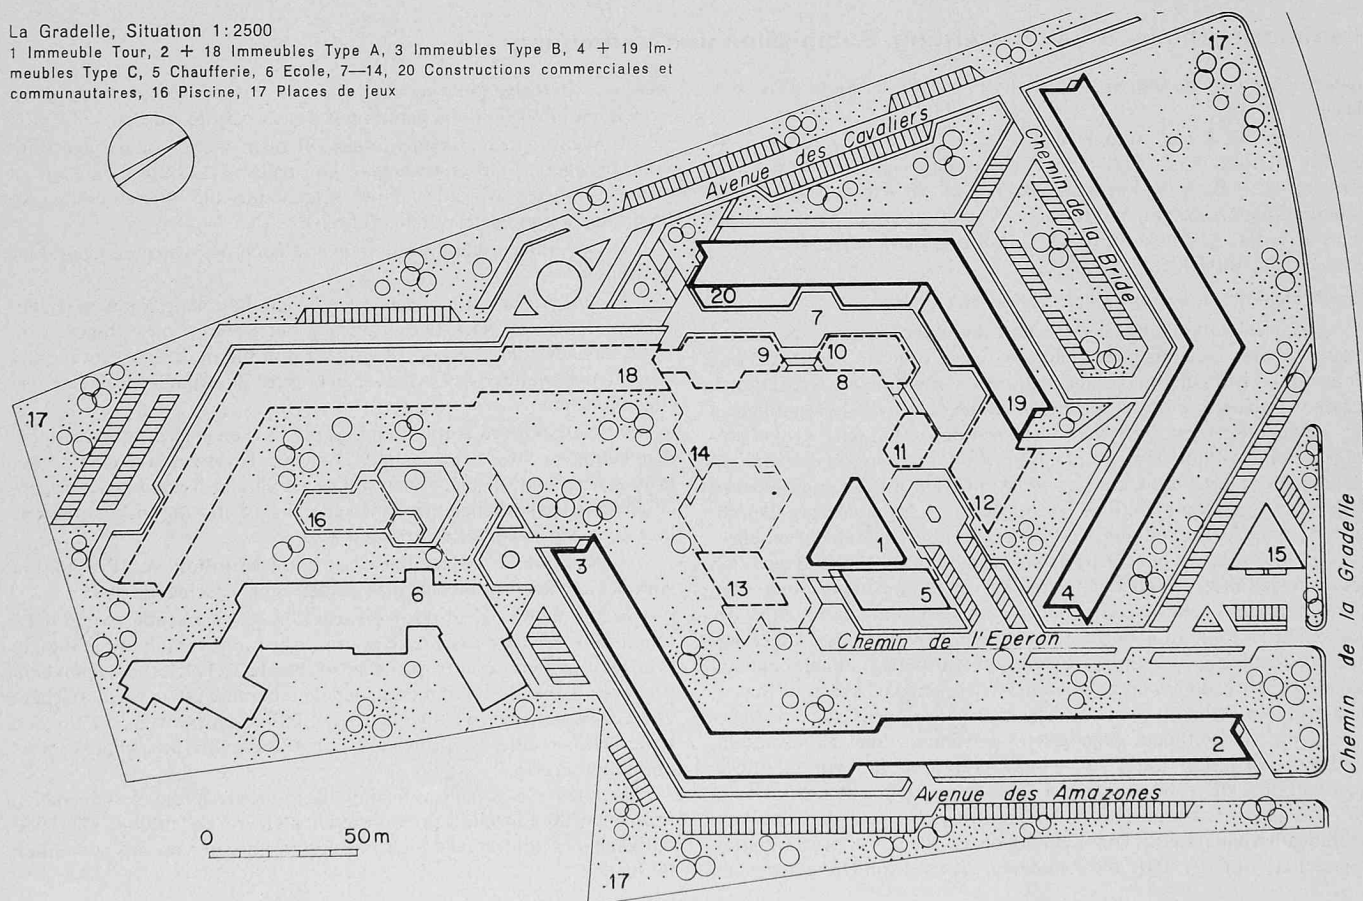 La Gradelle, Situation 1:2500
1 Immeuble Tour, 2 + 18 Immeubles Type A, 3 Immeubles Type B, 4 + 19 Im-
meubles Type C, 5 Chaufferie, 6 Ecole, 7—14, 20 Constructions commerciales et
communautaires, 16 Piscine, 17 Places de jeux
17
Avenue des Cavaliers
Chemin de la Bride
20
7
9
10
18
8
17
19
14
11
16
12
1
15
3
13
6
5
4
Chemin de l'Eperon
Chemin de la Gradelle
2
Avenue des Amazones
0
50m
.17